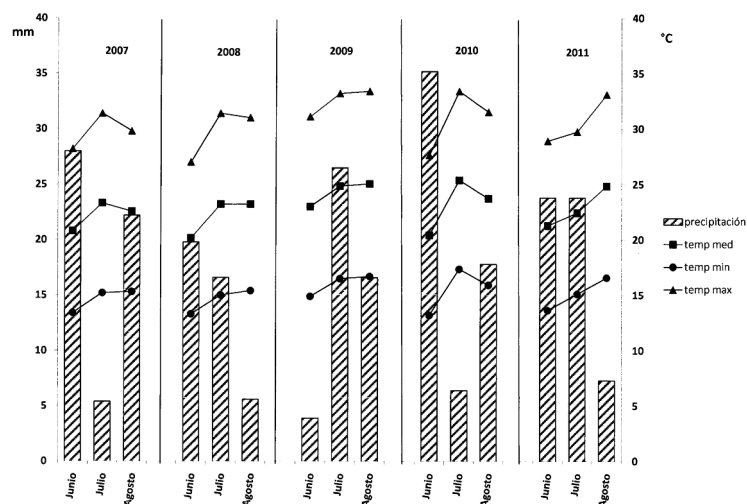 mm
°C
2007 2008 2009 2010 2011
40 40
35 35
30 30
25 25
20 20
15 15
10 10
5 5
0 0
precipitación
temp med
temp min
temp max
Junio Julio Agosto Junio Julio Agosto Junio Julio Agosto Junio Julio Agosto Junio Julio Agosto